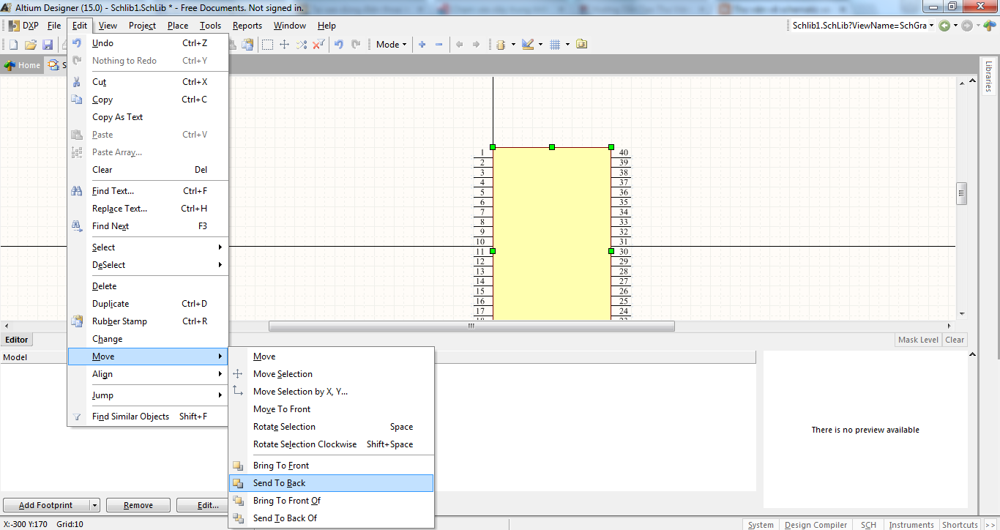 Altium Designer (15.0) - Schlib1.SchLib * - Free Documents. Not signed in.
DXP File Edit View Project Place Tools Reports Window Help
Schlib1.SchLib?ViewName=SchGra
Mode
Home S
Libraries
Undo Ctrl+Z
Nothing to Redo Ctrl+Y
Cut Ctrl+X
Copy Ctrl+C
Copy As Text
Paste Ctrl+V
Paste Array...
Clear Del
Find Text... Ctrl+F
Replace Text... Ctrl+H
Find Next F3
Select
DeSelect
Delete
Duplicate Ctrl+D
Rubber Stamp Ctrl+R
Change
Move
Align
Jump
Find Similar Objects Shift+F
Move
Move Selection
Move Selection by X, Y...
Move To Front
Rotate Selection Space
Rotate Selection Clockwise Shift+Space
Bring To Front
Send To Back
Bring To Front Of
Send To Back Of
1 40
2 39
3 38
4 37
5 36
6 35
7 34
8 33
9 32
10 31
11 30
12 29
13 28
14 27
15 26
16 25
17 24
18 23
Editor
Mask Level Clear
Model
There is no preview available
Add Footprint Remove Edit...
X:-300 Y:170 Grid:10
System Design Compiler SCH Instruments Shortcuts >>